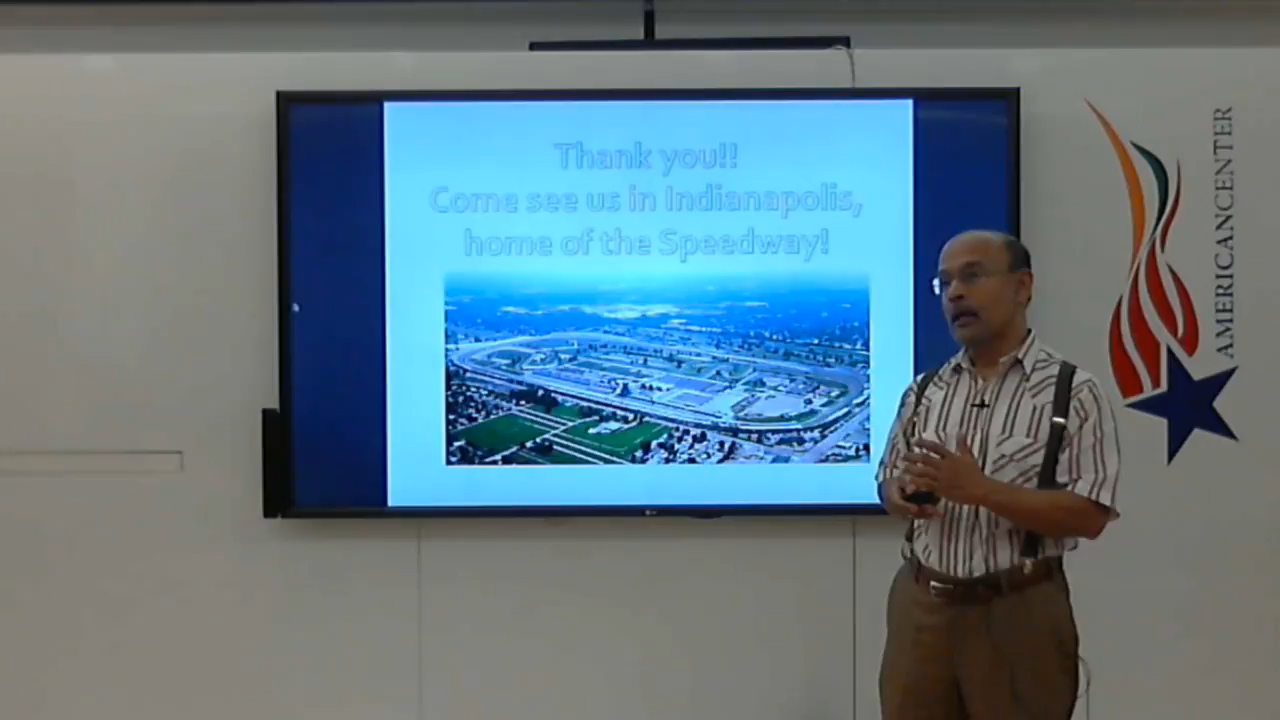 Thank you!!
Come see us in Indianapolis,
home of the Speedway!
AMERICANCENTER